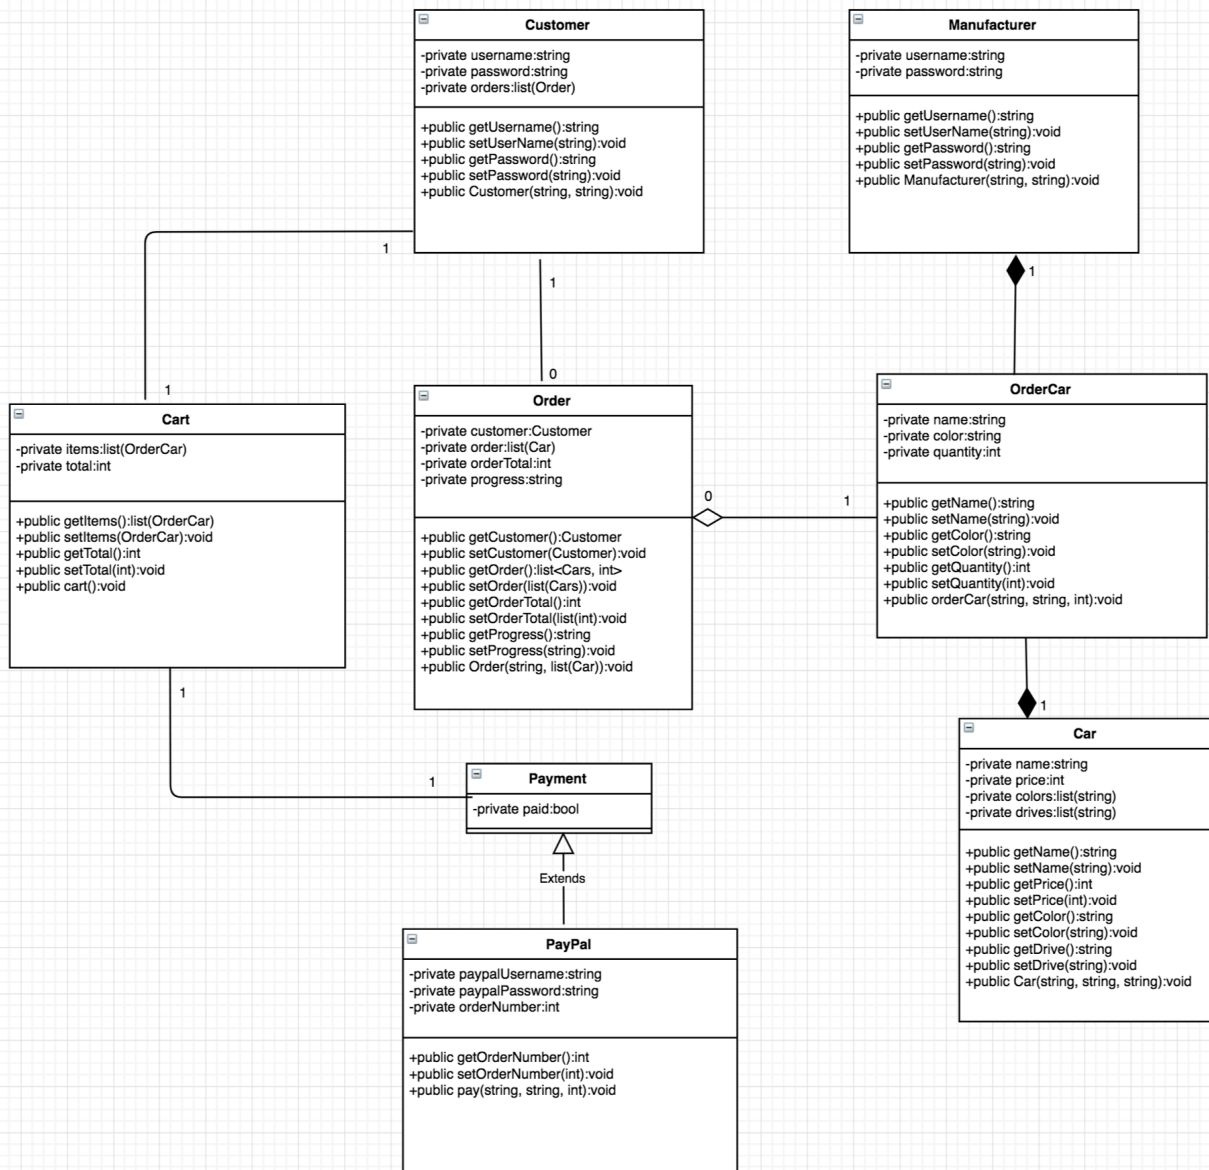 Customer
-private username:string
-private password:string
-private orders:list(Order)
+public getUsername():string
+public setUserName(string):void
+public getPassword():string
+public setPassword(string):void
+public Customer(string, string):void
Manufacturer
-private username:string
-private password:string
+public getUsername():string
+public setUserName(string):void
+public getPassword():string
+public setPassword(string):void
+public Manufacturer(string, string):void
1
1
1
0
1
Cart
-private items:list(OrderCar)
-private total:int
+public getItems():list(OrderCar)
+public setItems(OrderCar):void
+public getTotal():int
+public setTotal(int):void
+public cart():void
Order
-private customer:Customer
-private order:list(Car)
-private orderTotal:int
-private progress:string
+public getCustomer():Customer
+public setCustomer(Customer):void
+public getOrder():list<Cars, int>
+public setOrder(list(Cars)):void
+public getOrderTotal():int
+public setOrderTotal(list(int):void
+public getProgress():string
+public setProgress(string):void
+public Order(string, list(Car)):void
0
1
OrderCar
-private name:string
-private color:string
-private quantity:int
+public getName():string
+public setName(string):void
+public getColor():string
+public setColor(string):void
+public getQuantity():int
+public setQuantity(int):void
+public orderCar(string, string, int):void
1
1
1
Payment
-private paid:bool
Extends
Car
-private name:string
-private price:int
-private colors:list(string)
-private drives:list(string)
+public getName():string
+public setName(string):void
+public getPrice():int
+public setPrice(int):void
+public getColor():string
+public setColor(string):void
+public getDrive():string
+public setDrive(string):void
+public Car(string, string, string):void
PayPal
-private paypalUsername:string
-private paypalPassword:string
-private orderNumber:int
+public getOrderNumber():int
+public setOrderNumber(int):void
+public pay(string, string, int):void